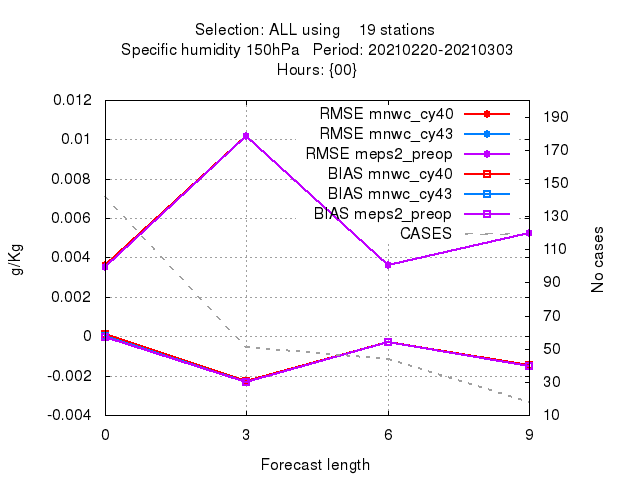 Selection: ALL using 19 stations
Specific humidity 150hPa Period: 20210220-20210303
Hours: {00}
0.012
0.01
0.008
0.006
0.004
0.002
0
-0.002
-0.004
g/Kg
RMSE mnwc_cy40
RMSE mnwc_cy43
RMSE meps2_preop
BIAS mnwc_cy40
BIAS mnwc_cy43
BIAS meps2_preop
CASES
190
170
150
130
110
90
70
50
30
10
No cases
0 3 6 9
Forecast length